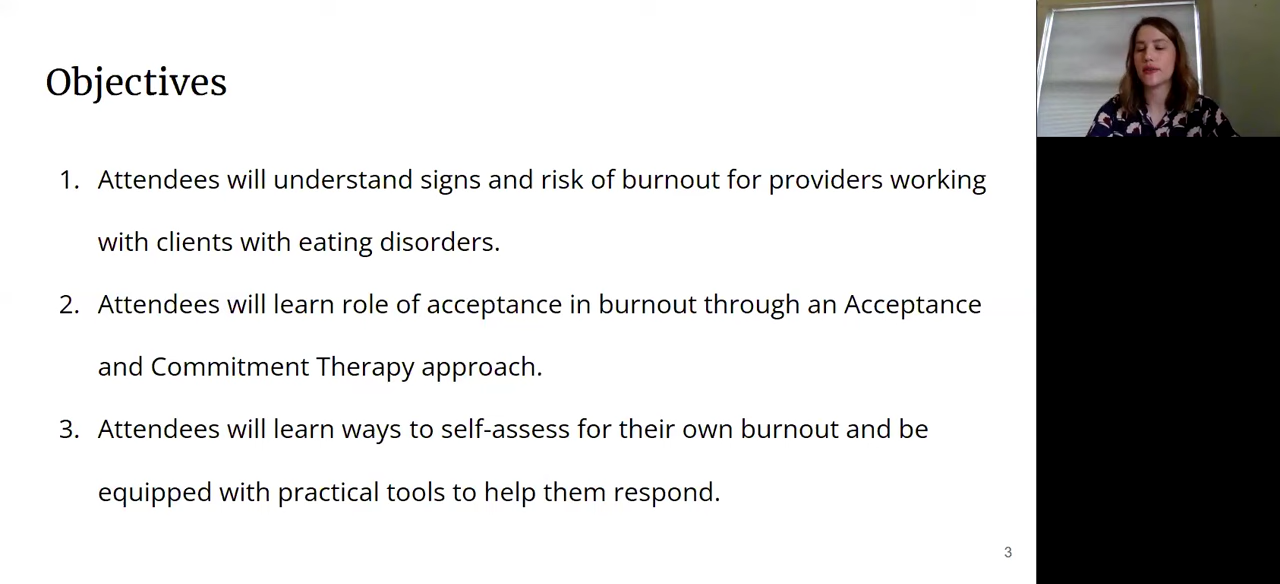 Objectives
1. Attendees will understand signs and risk of burnout for providers working
with clients with eating disorders.
2. Attendees will learn role of acceptance in burnout through an Acceptance
and Commitment Therapy approach.
3. Attendees will learn ways to self-assess for their own burnout and be
equipped with practical tools to help them respond.
3